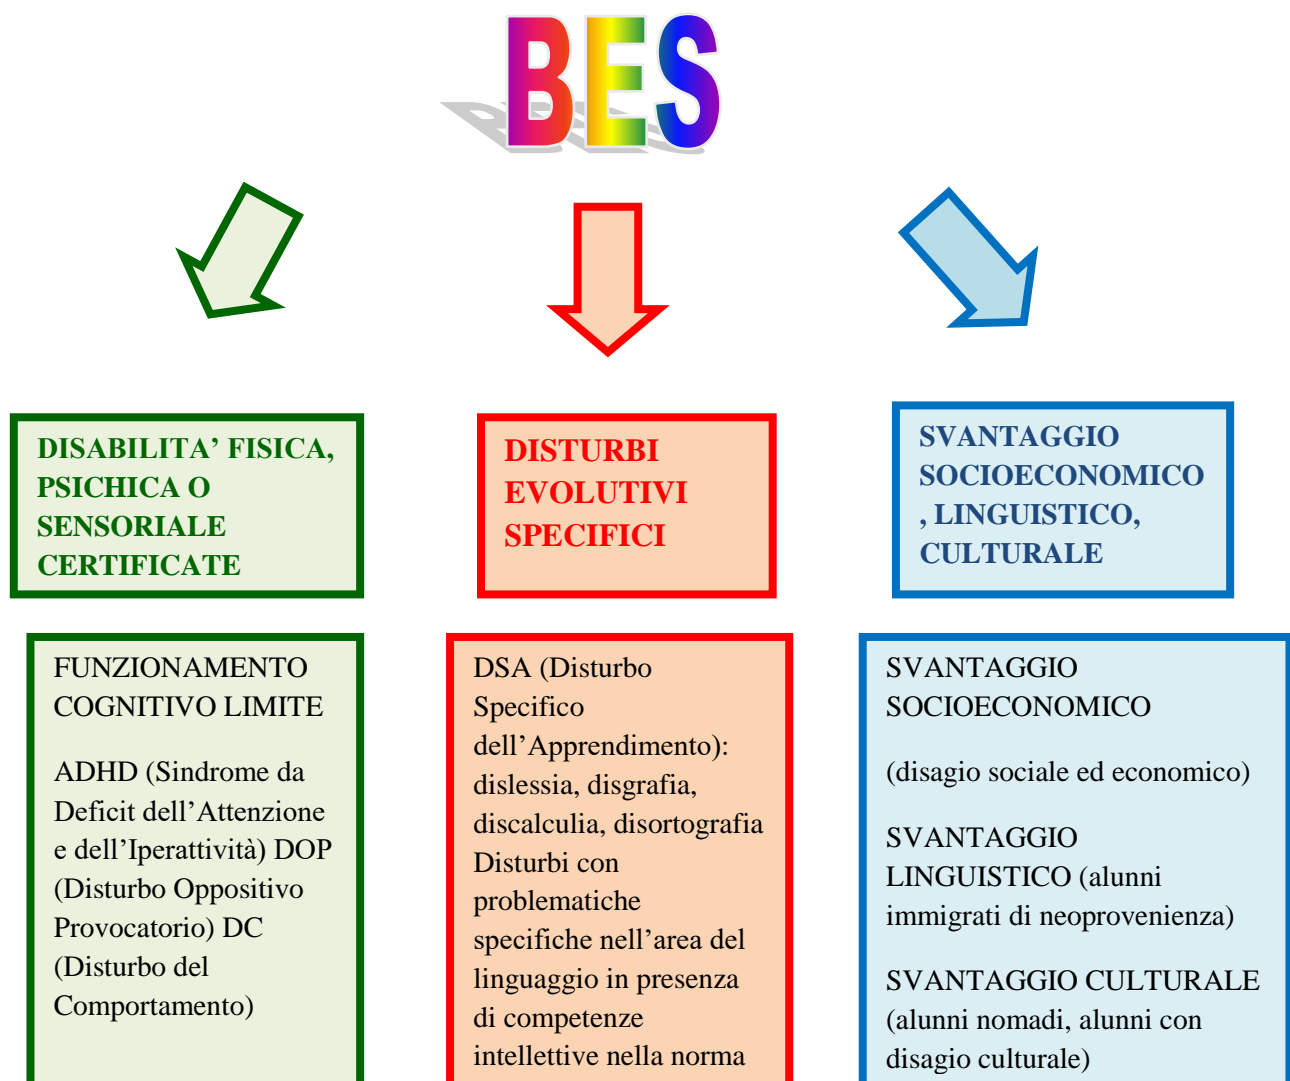 BES
DISABILITA’ FISICA,
PSICHICA O
SENSORIALE
CERTIFICATE
DISTURBI
EVOLUTIVI
SPECIFICI
SVANTAGGIO
SOCIOECONOMICO
, LINGUISTICO,
CULTURALE
FUNZIONAMENTO
COGNITIVO LIMITE
ADHD (Sindrome da
Deficit dell’Attenzione
e dell’Iperattività) DOP
(Disturbo Oppositivo
Provocatorio) DC
(Disturbo del
Comportamento)
DSA (Disturbo
Specifico
dell’Apprendimento):
dislessia, disgrafia,
discalculia, disortografia
Disturbi con
problematiche
specifiche nell’area del
linguaggio in presenza
di competenze
intellettive nella norma
SVANTAGGIO
SOCIOECONOMICO
(disagio sociale ed economico)
SVANTAGGIO
LINGUISTICO (alunni
immigrati di neoprovenienza)
SVANTAGGIO CULTURALE
(alunni nomadi, alunni con
disagio culturale)